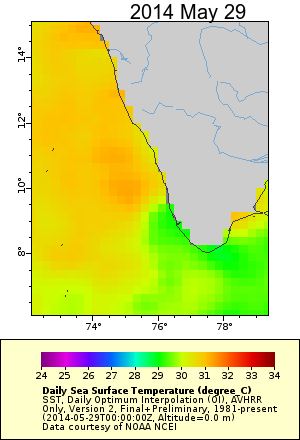 2014 May 29
14°
12°
10°
8°
74°
76°
78°
24 25 26 27 28 29 30 31 32 33 34
Daily Sea Surface Temperature (degree_C)
SST, Daily Optimum Interpolation (OI), AVHRR
Only, Version 2, Final+Preliminary, 1981-present
(2014-05-29T00:00:00Z, Altitude=0.0 m)
Data courtesy of NOAA NCEI